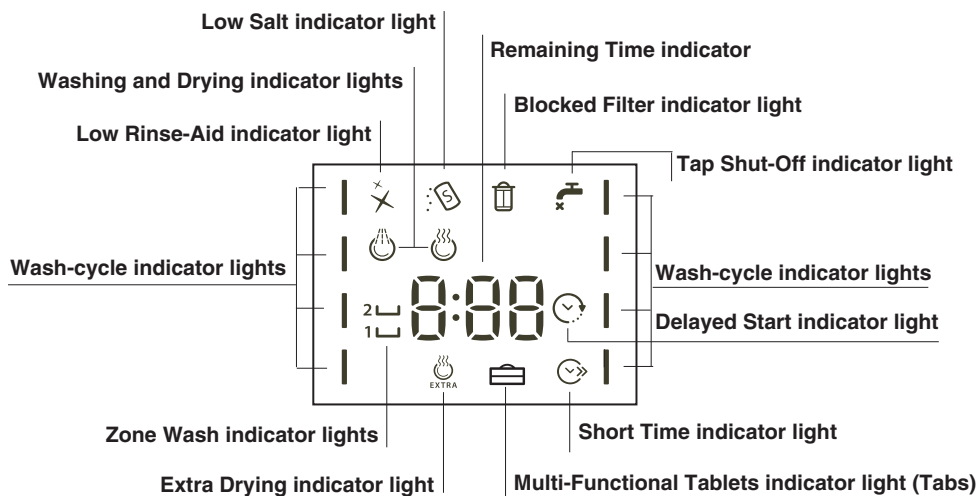 Low Salt indicator light
Remaining Time indicator
Washing and Drying indicator lights
Blocked Filter indicator light
Low Rinse-Aid indicator light
Tap Shut-Off indicator light
S
Wash-cycle indicator lights
Wash-cycle indicator lights
8:88
2
1
Delayed Start indicator light
EXTRA
Zone Wash indicator lights
Short Time indicator light
Extra Drying indicator light
Multi-Functional Tablets indicator light (Tabs)